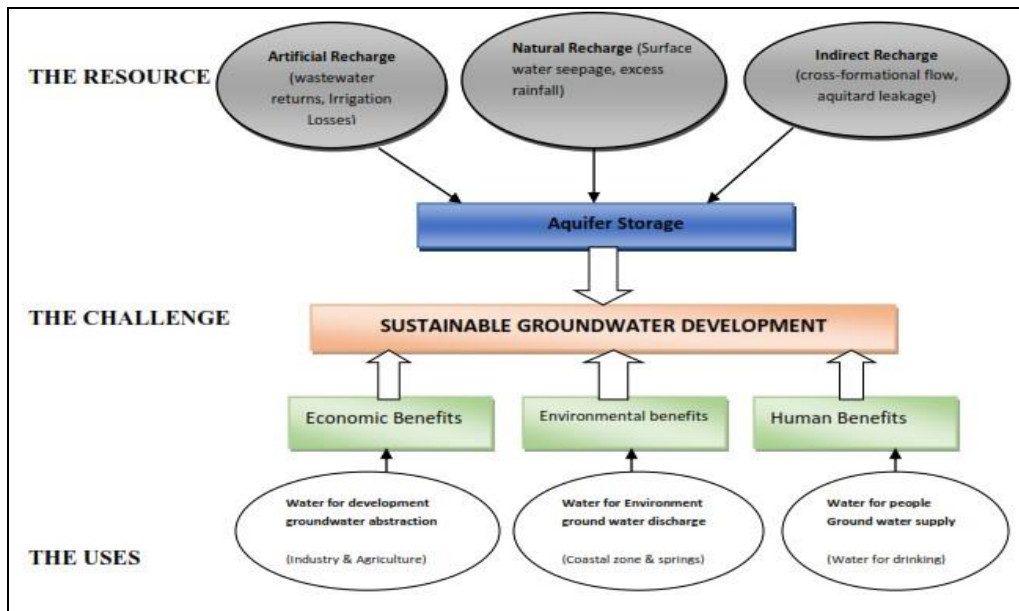 THE RESOURCE
Artificial Recharge
(wastewater
returns, Irrigation
Losses)
Natural Recharge (Surface
water seepage, excess
rainfall)
Indirect Recharge
(cross-formational flow,
aquitard leakage)
Aquifer Storage
THE CHALLENGE
SUSTAINABLE GROUNDWATER DEVELOPMENT
Economic Benefits
Environmental benefits
Human Benefits
THE USES
Water for development
groundwater abstraction
(Industry & Agriculture)
Water for Environment
ground water discharge
(Coastal zone & springs)
Water for people
Ground water supply
(Water for drinking)